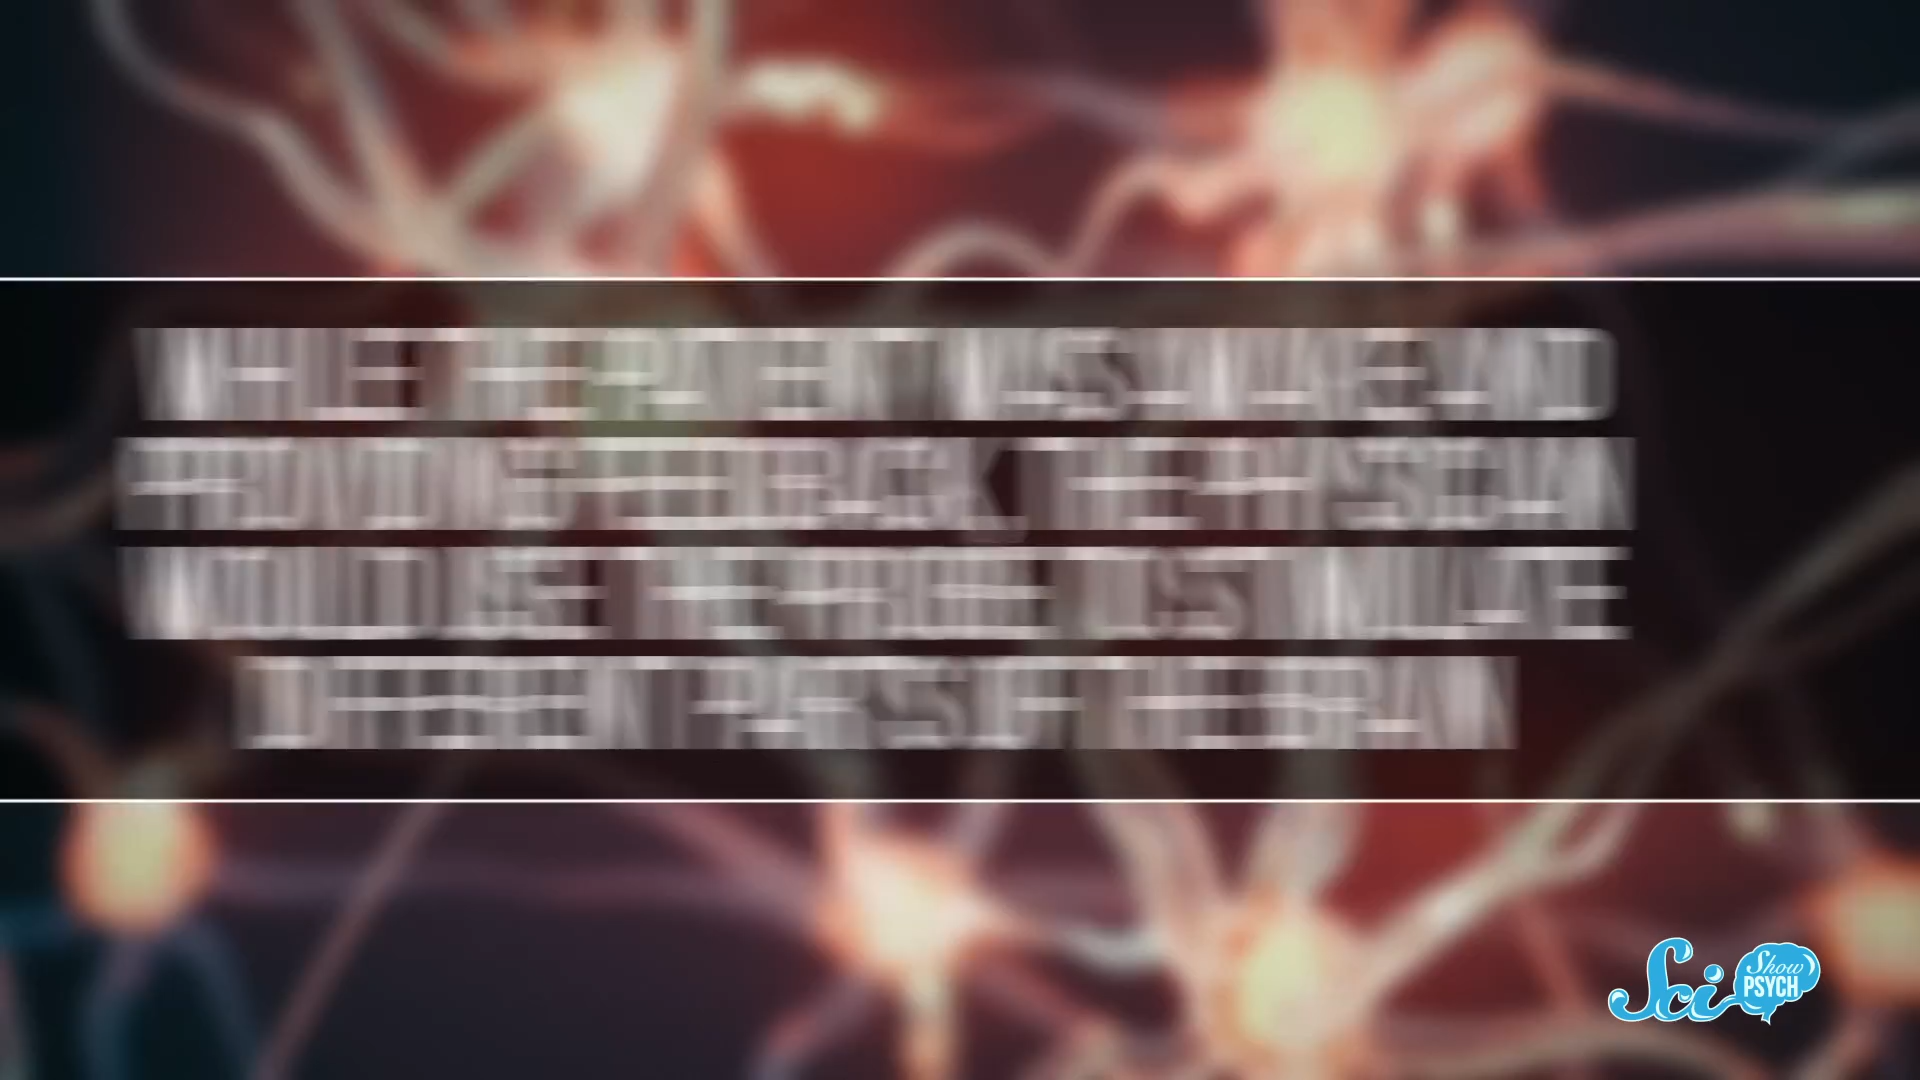 WHILE THE PATIENT WAS AWAKE AND
PROVIDING FEEDBACK, THE PHYSICIAN
WOULD USE THE PROBE TO STIMULATE
DIFFERENT PARTS OF THE BRAIN
Sci Show
PSYCH